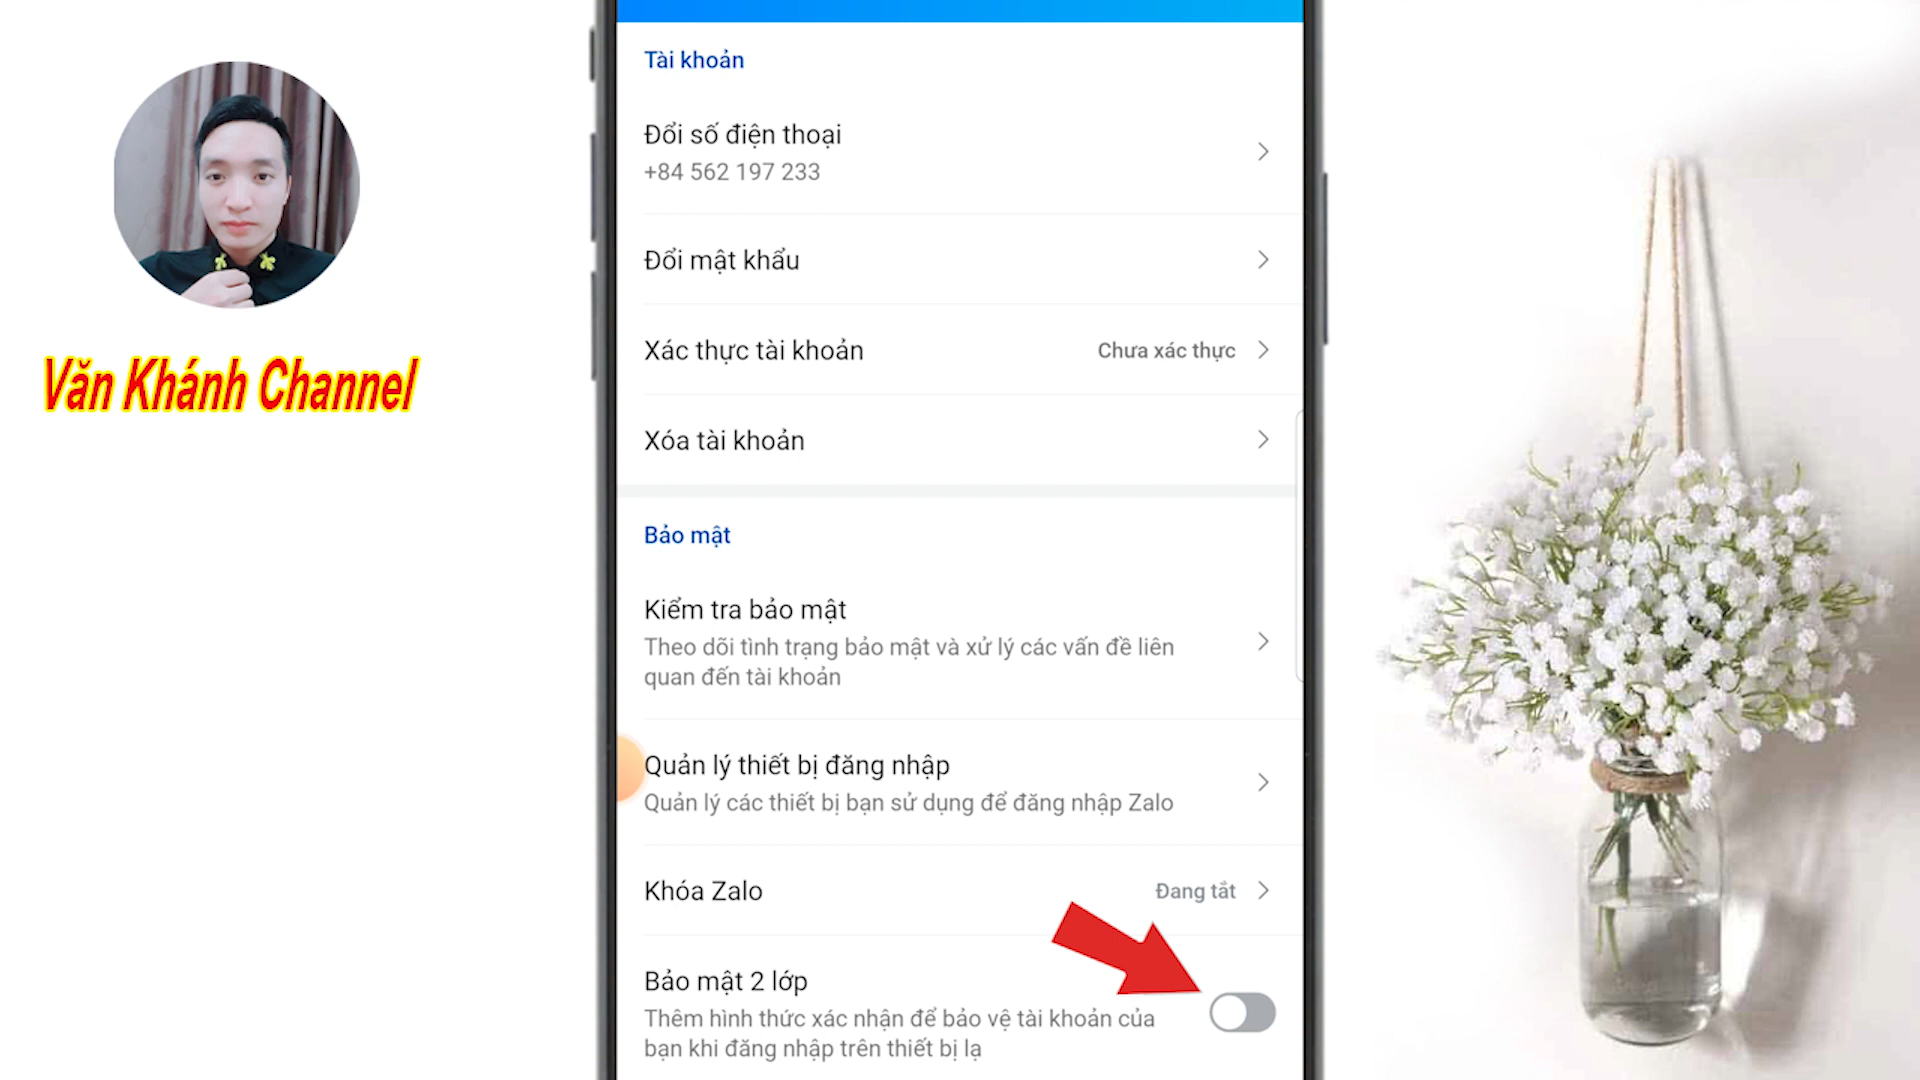 Văn Khánh Channel
Tài khoản
Đổi số điện thoại
+84 562 197 233
Đổi mật khẩu
Xác thực tài khoản
Chưa xác thực
Xóa tài khoản
Bảo mật
Kiểm tra bảo mật
Theo dõi tình trạng bảo mật và xử lý các vấn đề liên
quan đến tài khoản
Quản lý thiết bị đăng nhập
Quản lý các thiết bị bạn sử dụng để đăng nhập Zalo
Khóa Zalo
Đang tắt
Bảo mật 2 lớp
Thêm hình thức xác nhận để bảo vệ tài khoản của
bạn khi đăng nhập trên thiết bị lạ